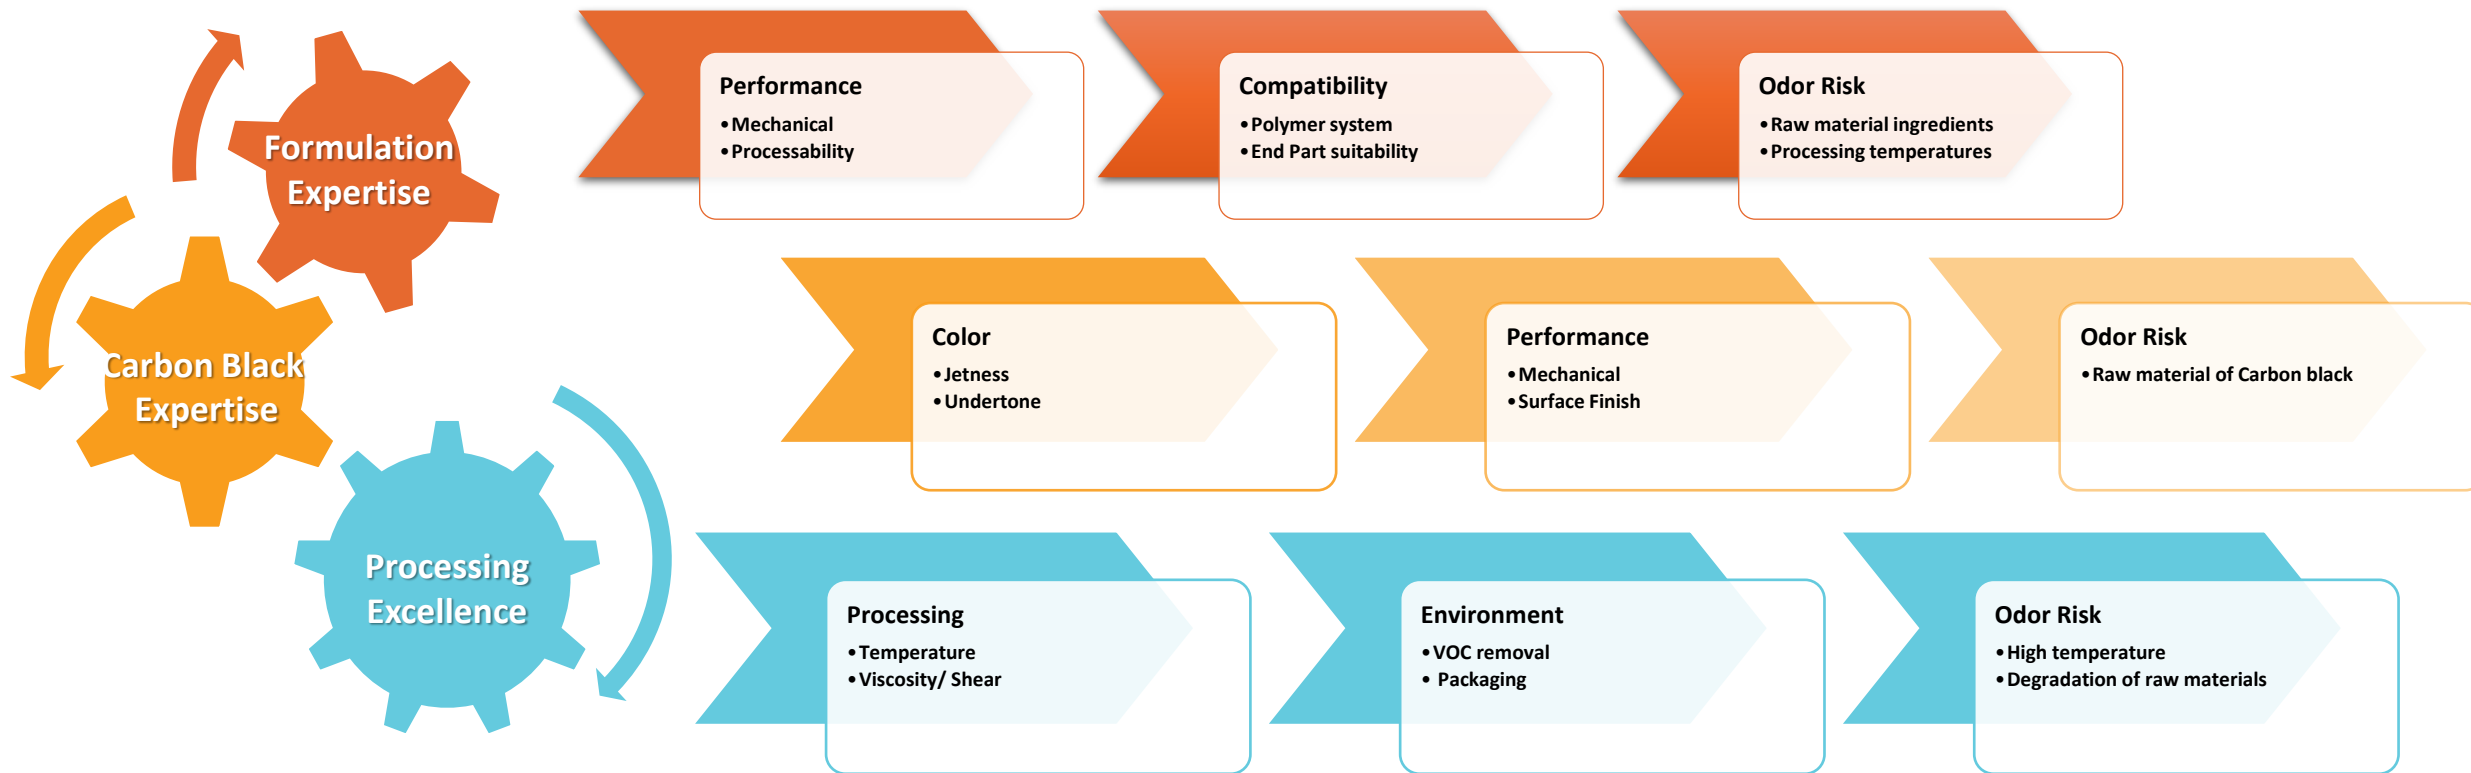 Formulation
Expertise
Performance
•Mechanical
•Processability
Compatibility
•Polymer system
•End Part suitability
Odor Risk
•Raw material ingredients
•Processing temperatures
Carbon Black
Expertise
Color
•Jetness
•Undertone
Performance
•Mechanical
•Surface Finish
Odor Risk
•Raw material of Carbon black
Processing
Excellence
Processing
•Temperature
•Viscosity/ Shear
Environment
•VOC removal
• Packaging
Odor Risk
•High temperature
•Degradation of raw materials